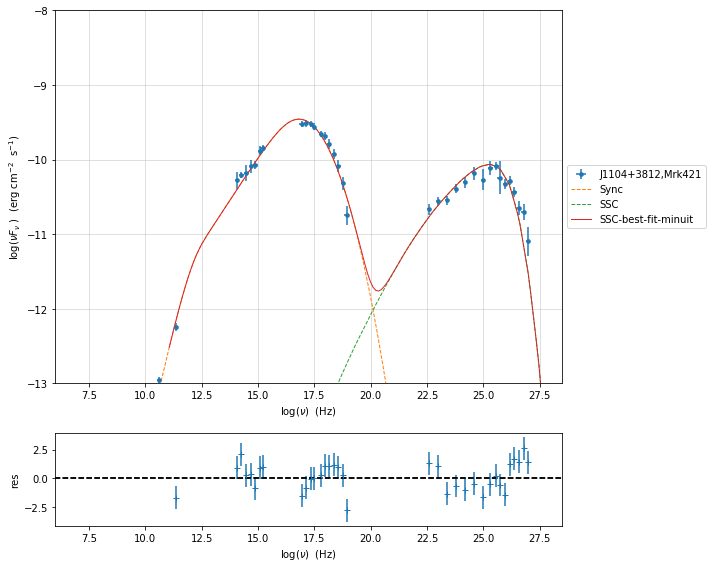 −8
−9
−10
−11
−12
−13
log(νF_ν )  (erg cm⁻²  s⁻¹)
7.5 10.0 12.5 15.0 17.5 20.0 22.5 25.0 27.5
log(ν)  (Hz)
J1104+3812,Mrk421
Sync
SSC
SSC-best-fit-minuit
2.5
0.0
−2.5
res
7.5 10.0 12.5 15.0 17.5 20.0 22.5 25.0 27.5
log(ν)  (Hz)